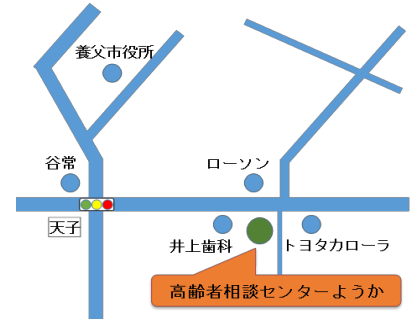 養父市役所
谷常
ローソン
天子
井上歯科
トヨタカローラ
高齢者相談センターようか